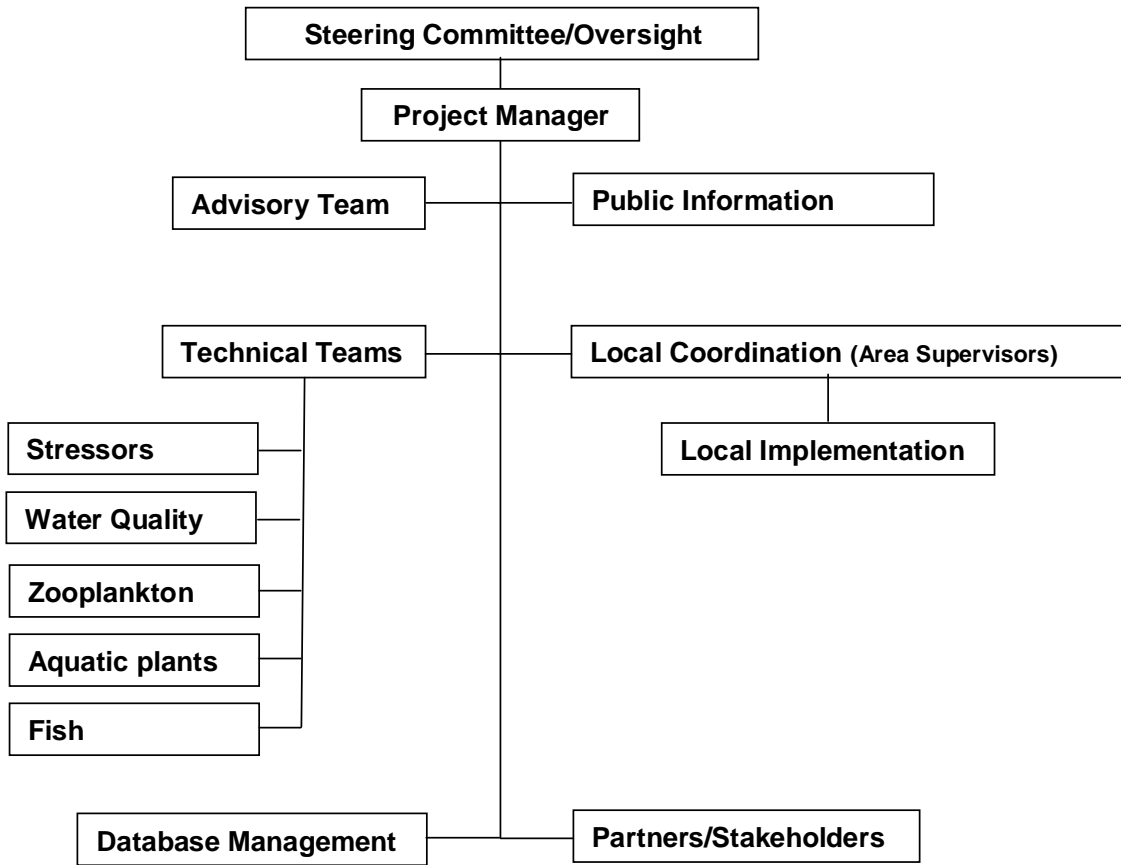 Steering Committee/Oversight
Project Manager
Advisory Team
Public Information
Technical Teams
Local Coordination (Area Supervisors)
Local Implementation
Stressors
Water Quality
Zooplankton
Aquatic plants
Fish
Database Management
Partners/Stakeholders